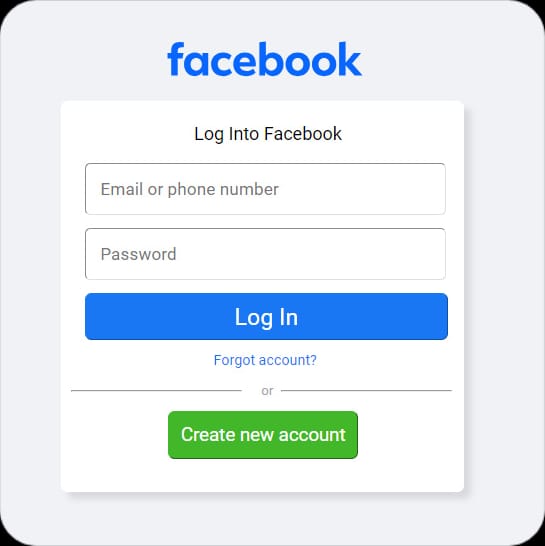 facebook
Log Into Facebook
Email or phone number
Password
Log In
Forgot account?
or
Create new account